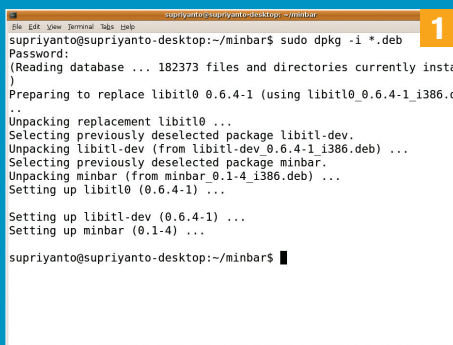 supriyanto@supriyanto-desktop: ~/minbar
File Edit View Terminal Tabs Help
1
supriyanto@supriyanto-desktop:~/minbar$ sudo dpkg -i *.deb
Password:
(Reading database ... 182373 files and directories currently insta
)
Preparing to replace libitl0 0.6.4-1 (using libitl0_0.6.4-1_i386.d
..
Unpacking replacement libitl0 ...
Selecting previously deselected package libitl-dev.
Unpacking libitl-dev (from libitl-dev_0.6.4-1_i386.deb) ...
Selecting previously deselected package minbar.
Unpacking minbar (from minbar_0.1-4_i386.deb) ...
Setting up libitl0 (0.6.4-1) ...
Setting up libitl-dev (0.6.4-1) ...
Setting up minbar (0.1-4) ...
supriyanto@supriyanto-desktop:~/minbar$